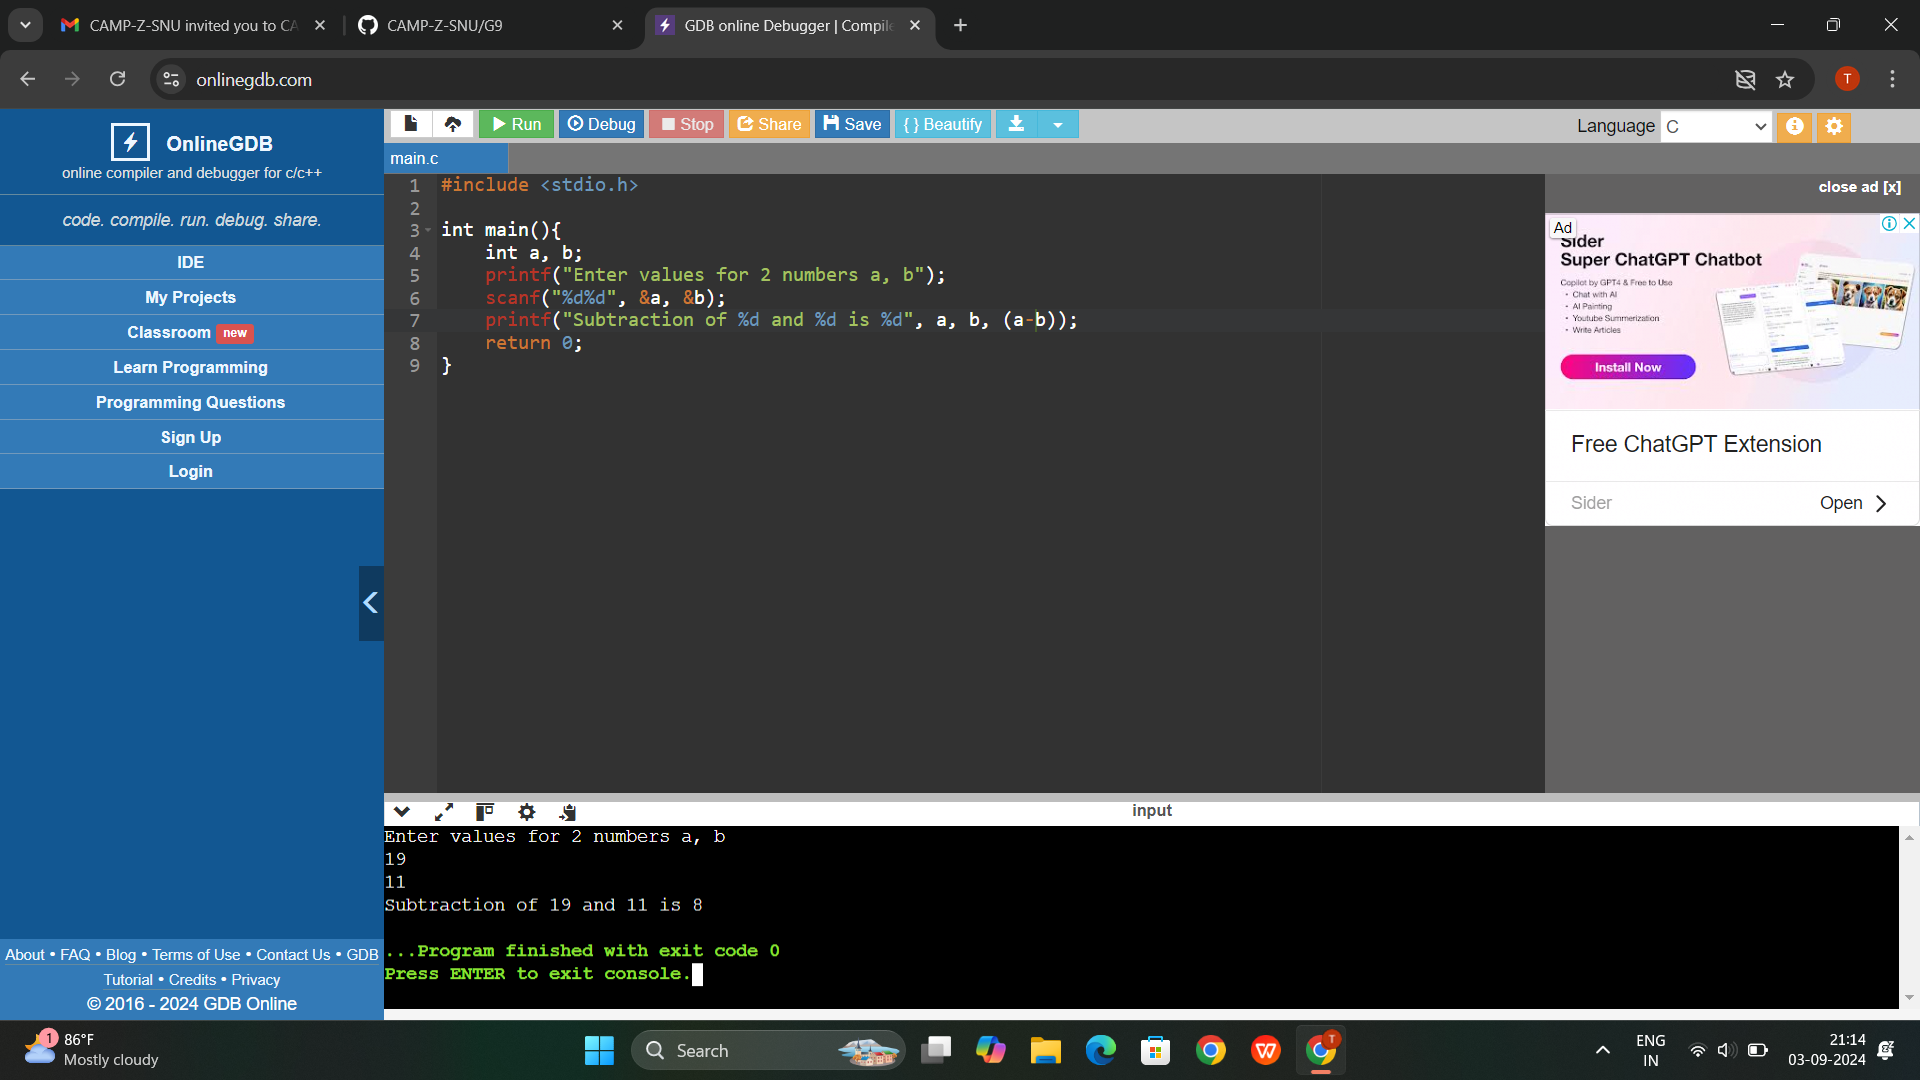 CAMP-Z-SNU invited you to CA
CAMP-Z-SNU/G9
GDB online Debugger | Compile
onlinegdb.com
T
OnlineGDB
online compiler and debugger for c/c++
code. compile. run. debug. share.
IDE
My Projects
Classroom new
Learn Programming
Programming Questions
Sign Up
Login
About • FAQ • Blog • Terms of Use • Contact Us • GDB
Tutorial • Credits • Privacy
© 2016 - 2024 GDB Online
Run Debug Stop Share Save { } Beautify
Language C
main.c
1 #include <stdio.h>
2
3 int main(){
4 int a, b;
5 printf("Enter values for 2 numbers a, b");
6 scanf("%d%d", &a, &b);
7 printf("Subtraction of %d and %d is %d", a, b, (a-b));
8 return 0;
9 }
close ad [x]
Ad
Sider
Super ChatGPT Chatbot
Copilot by GPT4 & Free to Use
• Chat with AI
• AI Painting
• Youtube Summerization
• Write Articles
Install Now
Free ChatGPT Extension
Sider
Open
input
Enter values for 2 numbers a, b
19
11
Subtraction of 19 and 11 is 8
...Program finished with exit code 0
Press ENTER to exit console.
1
86°F
Mostly cloudy
Search
W
T
ENG
IN
21:14
03-09-2024